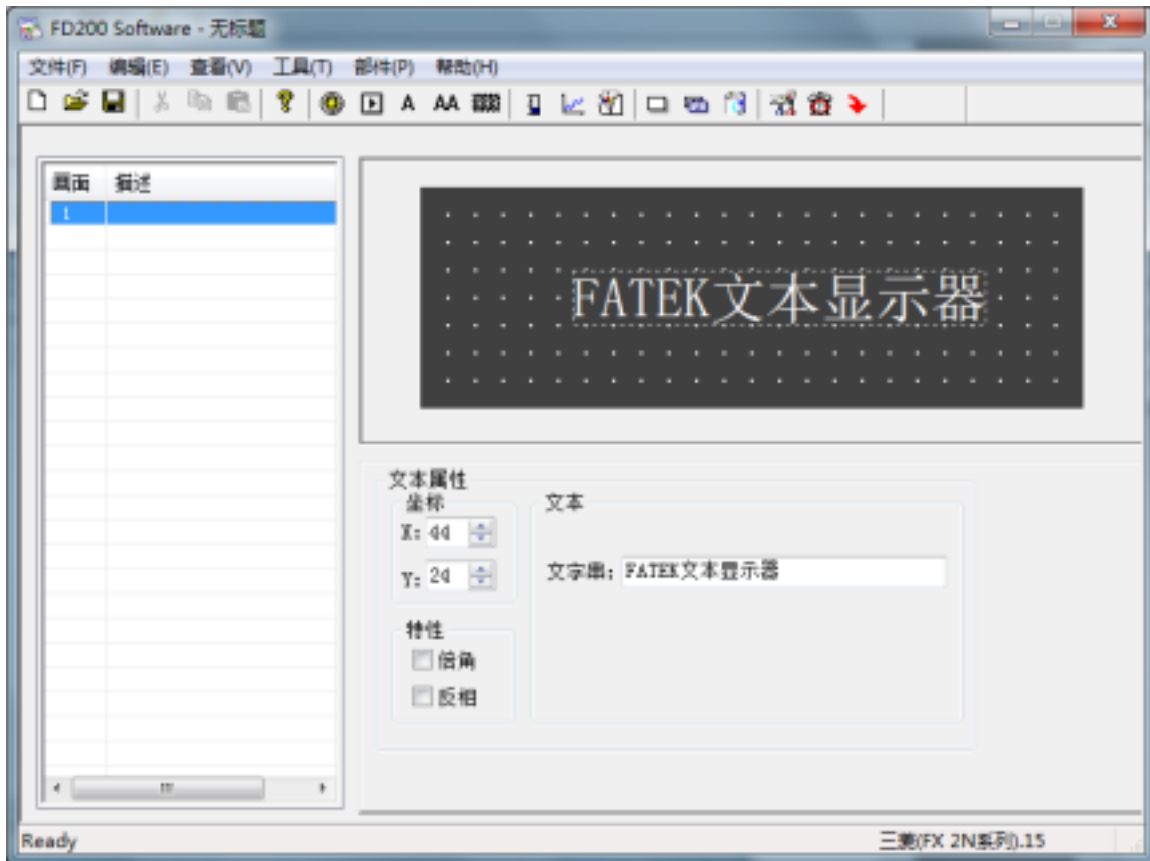 FD200 Software - 无标题
文件(F) 编辑(E) 查看(V) 工具(T) 部件(P) 帮助(H)
A AA
画面 描述
1
FATEK文本显示器
文本属性
坐标
X: 44
Y: 24
特性
倍角
反相
文本
文字串: FATEK文本显示器
Ready
三菱(FX 2N系列).15